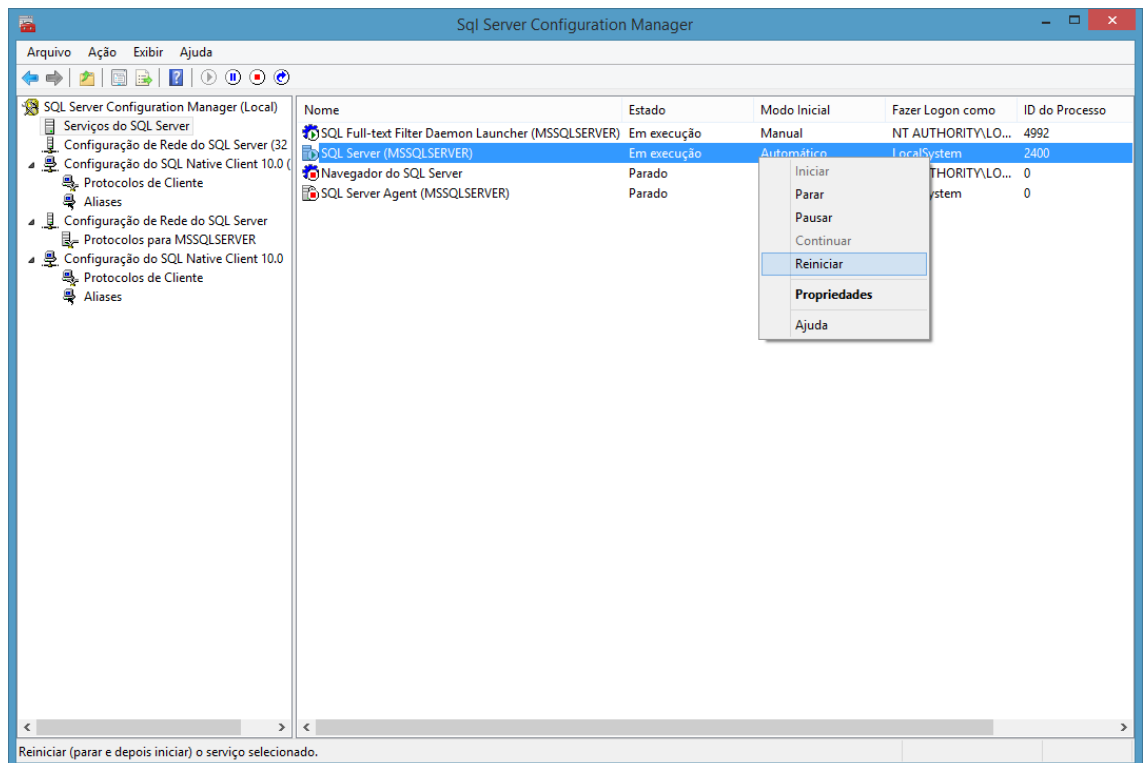 Sql Server Configuration Manager
Arquivo Ação Exibir Ajuda
SQL Server Configuration Manager (Local)
Serviços do SQL Server
Configuração de Rede do SQL Server (32
Configuração do SQL Native Client 10.0 (
Protocolos de Cliente
Aliases
Configuração de Rede do SQL Server
Protocolos para MSSQLSERVER
Configuração do SQL Native Client 10.0
Protocolos de Cliente
Aliases
Nome Estado Modo Inicial Fazer Logon como ID do Processo
SQL Full-text Filter Daemon Launcher (MSSQLSERVER) Em execução Manual NT AUTHORITY\LO... 4992
SQL Server (MSSQLSERVER) Em execução Automático LocalSystem 2400
Navegador do SQL Server Parado THORITY\LO... 0
SQL Server Agent (MSSQLSERVER) Parado ystem 0
Iniciar
Parar
Pausar
Continuar
Reiniciar
Propriedades
Ajuda
Reiniciar (parar e depois iniciar) o serviço selecionado.